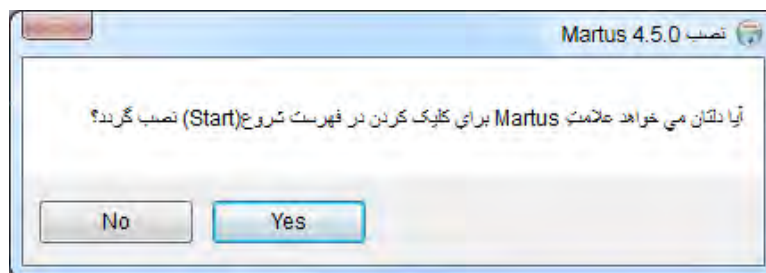 نصب Martus 4.5.0
آيا دلتان مي خواهد علامتِ Martus براي کليک کردن در فهرست شروع(Start) نصب گردد؟
Yes
No